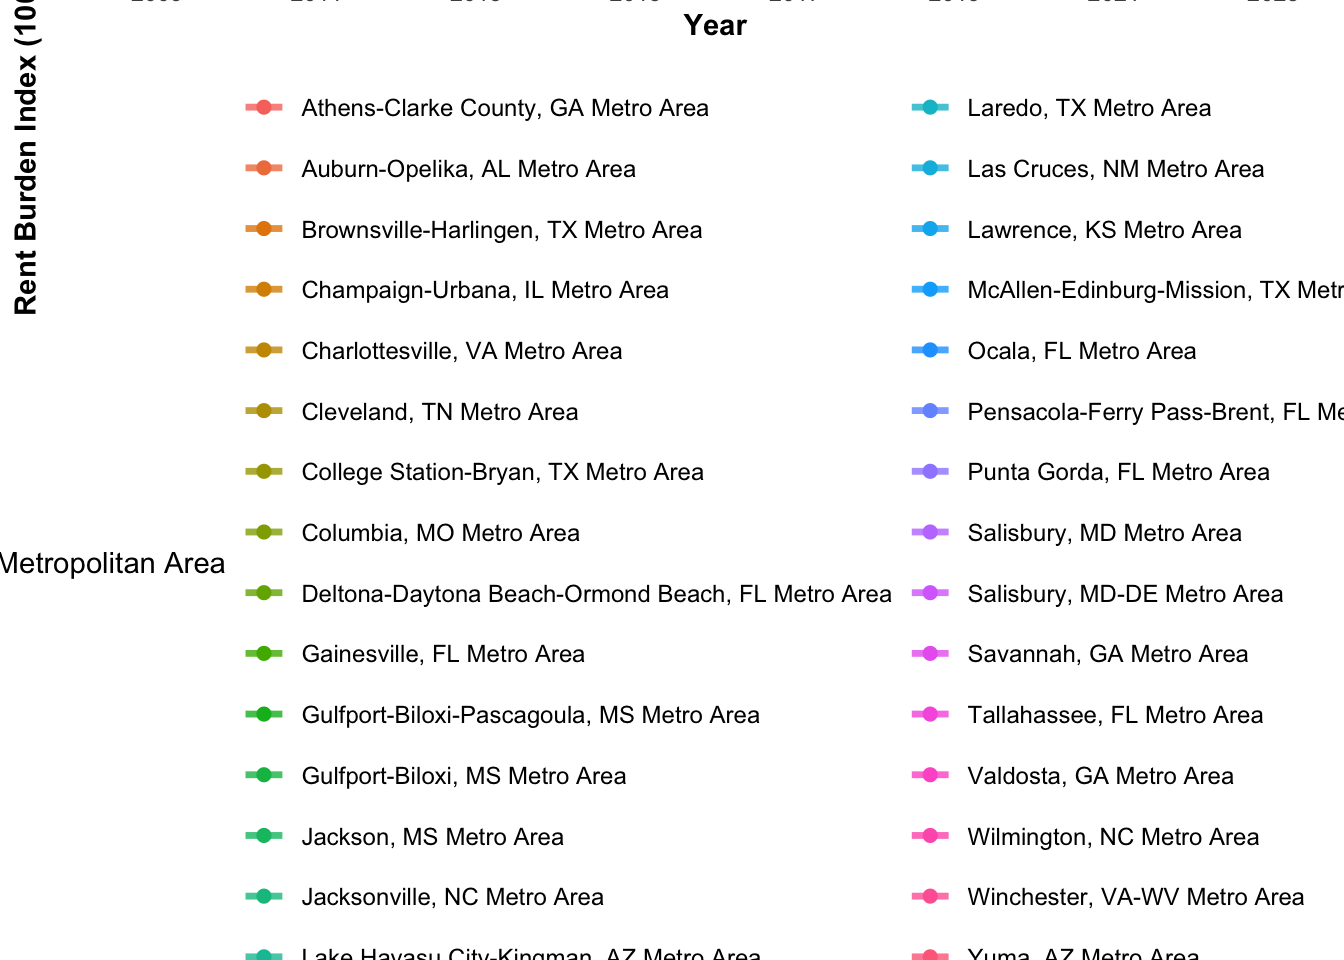 Year
Rent Burden Index (100
Metropolitan Area
Athens-Clarke County, GA Metro Area
Auburn-Opelika, AL Metro Area
Brownsville-Harlingen, TX Metro Area
Champaign-Urbana, IL Metro Area
Charlottesville, VA Metro Area
Cleveland, TN Metro Area
College Station-Bryan, TX Metro Area
Columbia, MO Metro Area
Deltona-Daytona Beach-Ormond Beach, FL Metro Area
Gainesville, FL Metro Area
Gulfport-Biloxi-Pascagoula, MS Metro Area
Gulfport-Biloxi, MS Metro Area
Jackson, MS Metro Area
Jacksonville, NC Metro Area
Lake Havasu City-Kingman, AZ Metro Area
Laredo, TX Metro Area
Las Cruces, NM Metro Area
Lawrence, KS Metro Area
McAllen-Edinburg-Mission, TX Metr
Ocala, FL Metro Area
Pensacola-Ferry Pass-Brent, FL Me
Punta Gorda, FL Metro Area
Salisbury, MD Metro Area
Salisbury, MD-DE Metro Area
Savannah, GA Metro Area
Tallahassee, FL Metro Area
Valdosta, GA Metro Area
Wilmington, NC Metro Area
Winchester, VA-WV Metro Area
Yuma, AZ Metro Area